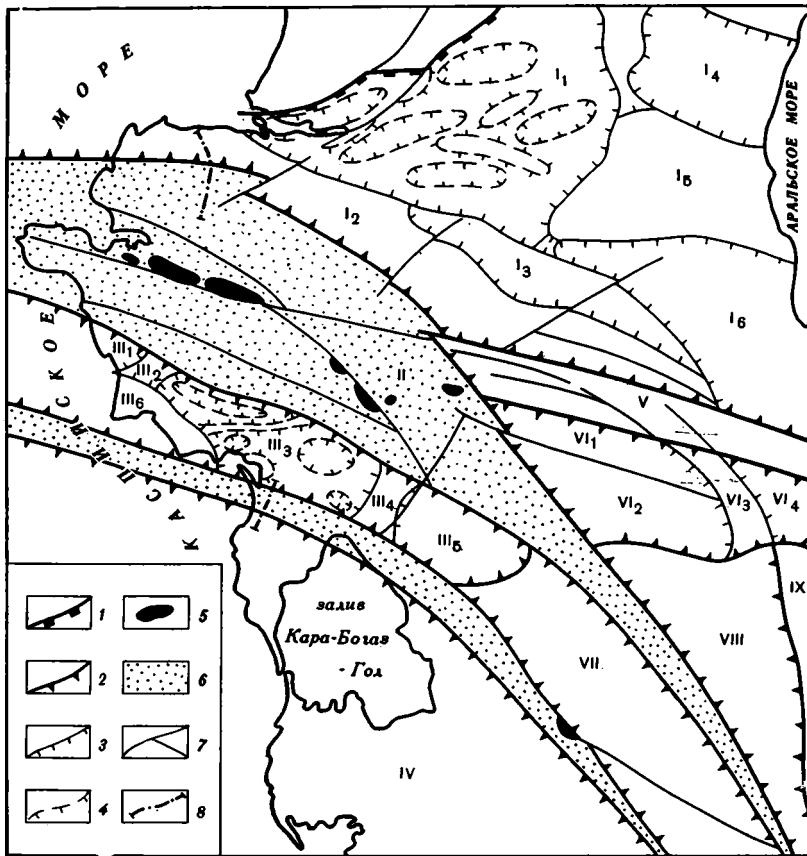 МОРЕ
АРАЛЬСКОЕ МОРЕ
КАСПИЙСКОЕ
I₁
I₄
I₅
I₂
I₃
I₆
III₁
III₂
III₆
II
V
III₃
VI₁
VI₂
VI₃
VI₄
III₄
III₅
IX
VIII
VII
IV
залив
Кара-Богаз
-Гол
1
5
2
6
3
7
4
8